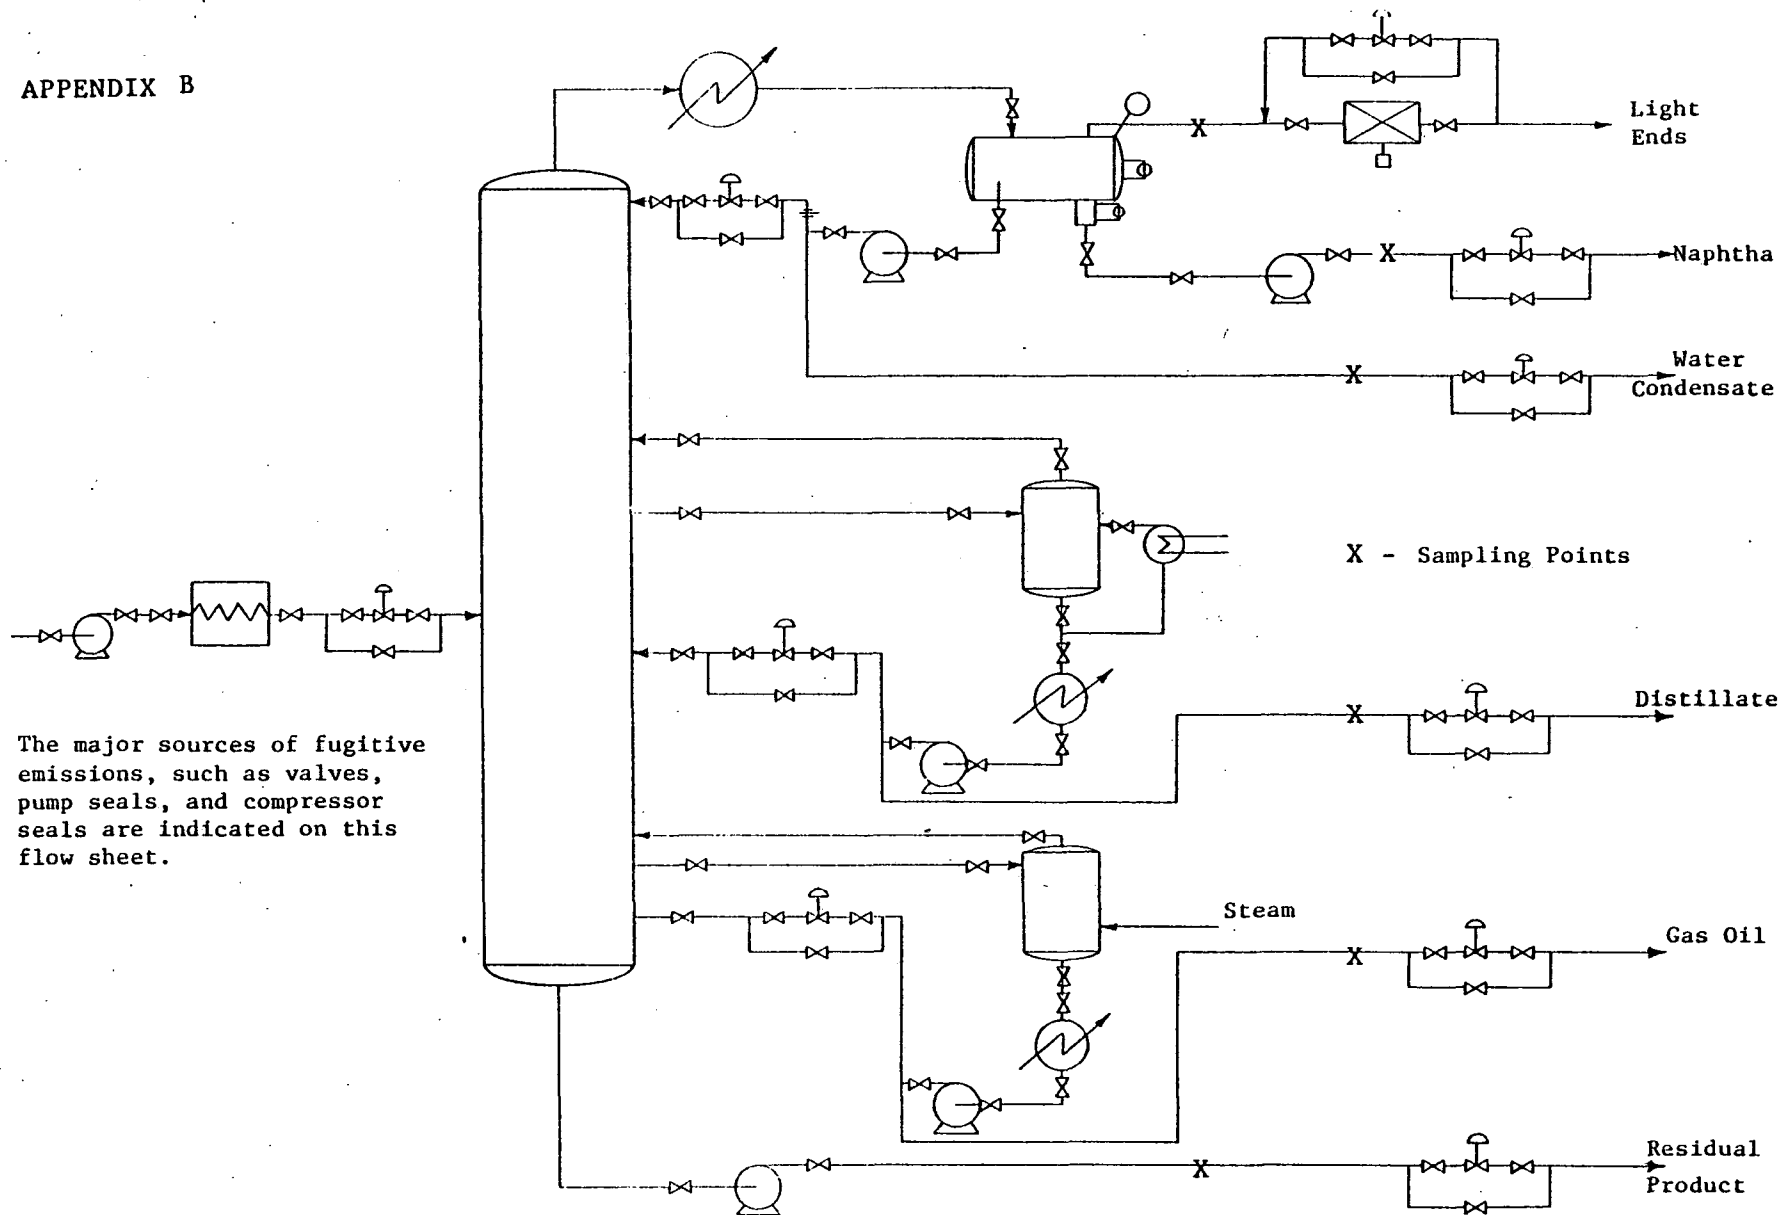 APPENDIX B
Light
Ends
X
Naphtha
X
Water
Condensate
X
X - Sampling Points
Distillate
X
The major sources of fugitive
emissions, such as valves,
pump seals, and compressor
seals are indicated on this
flow sheet.
Steam
Gas Oil
X
Residual
Product
X